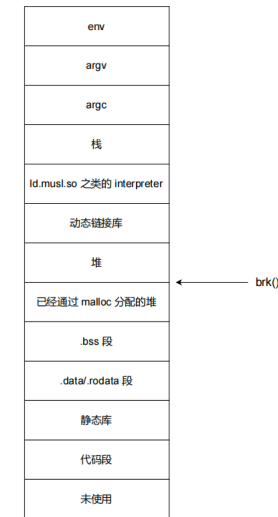 env
argv
argc
栈
ld.musl.so 之类的 interpreter
动态链接库
堆
brk()
已经通过 malloc 分配的堆
.bss 段
.data/.rodata 段
静态库
代码段
未使用